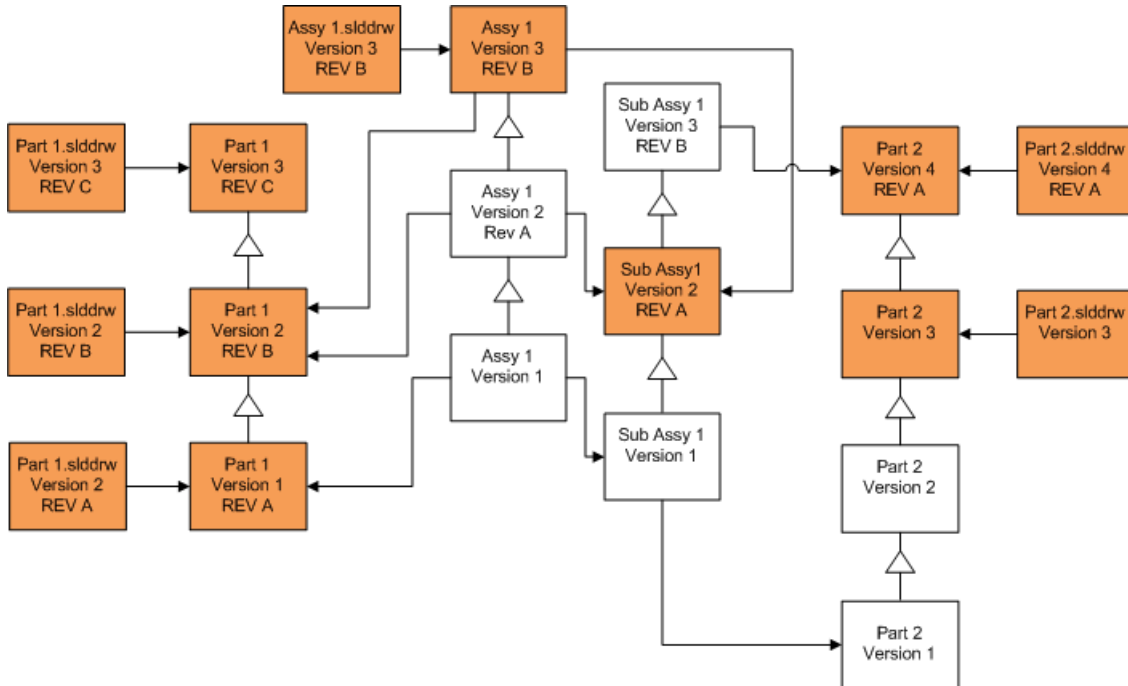 Assy 1.slddrw
Version 3
REV B
Assy 1
Version 3
REV B
Sub Assy 1
Version 3
REV B
Part 1.slddrw
Version 3
REV C
Part 1
Version 3
REV C
Part 2
Version 4
REV A
Part 2.slddrw
Version 4
REV A
Assy 1
Version 2
Rev A
Sub Assy1
Version 2
REV A
Part 1.slddrw
Version 2
REV B
Part 1
Version 2
REV B
Part 2
Version 3
Part 2.slddrw
Version 3
Assy 1
Version 1
Sub Assy 1
Version 1
Part 1.slddrw
Version 2
REV A
Part 1
Version 1
REV A
Part 2
Version 2
Part 2
Version 1